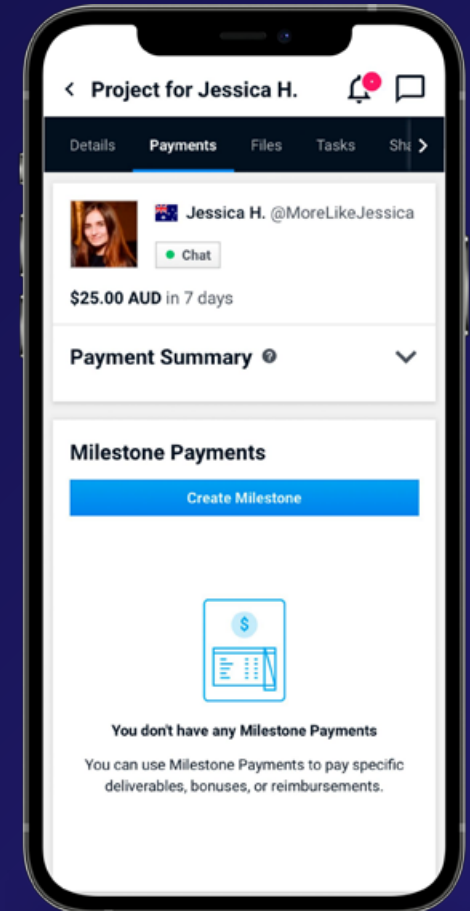 Project for Jessica H.
Details Payments Files Tasks
Jessica H. @MoreLikeJessica
Chat
$25.00 AUD in 7 days
Payment Summary ?
Milestone Payments
Create Milestone
$
You don't have any Milestone Payments
You can use Milestone Payments to pay specific
deliverables, bonuses, or reimbursements.